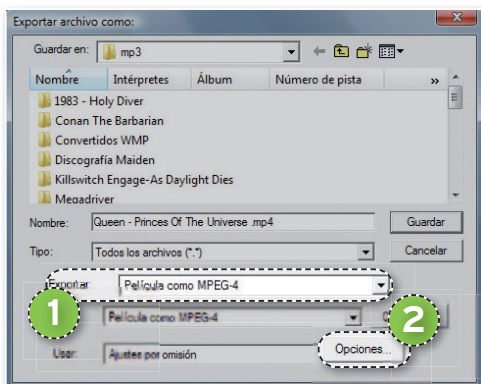 Exportar archivo como:
Guardar en: mp3
Nombre Intérpretes Álbum Número de pista »
1983 - Holy Diver
Conan The Barbarian
Convertidos WMP
Discografía Maiden
Killswitch Engage-As Daylight Dies
Megadriver
Nombre: Queen - Princes Of The Universe .mp4 Guardar
Tipo: Todos los archivos (*.*) Cancelar
Exportar: Película como MPEG-4
1 Película como MPEG-4 2
Usar: Ajustes por omisión Opciones...